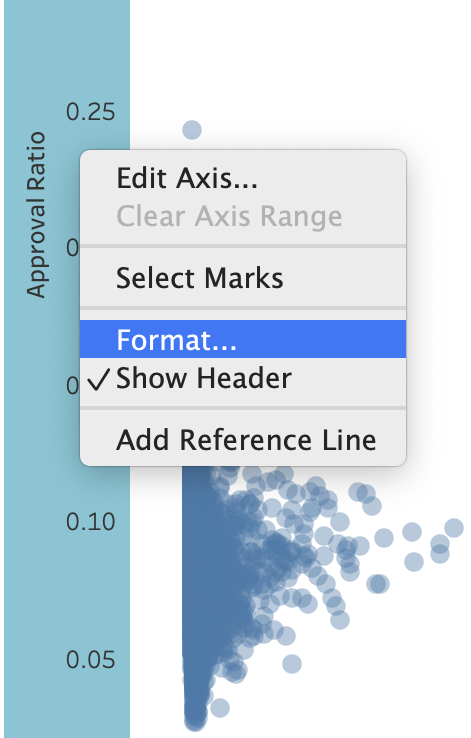 0.25
Approval Ratio
Edit Axis...
Clear Axis Range
0
Select Marks
Format...
0
✓ Show Header
Add Reference Line
0.10
0.05